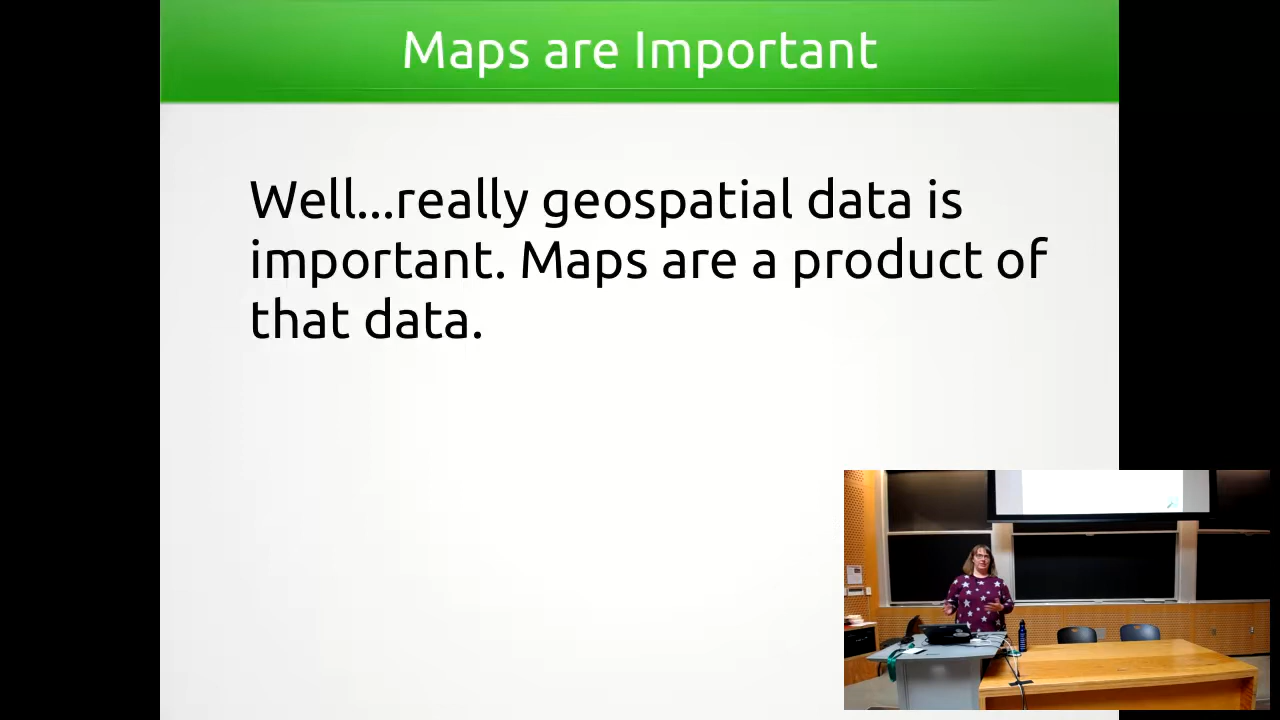 Maps are Important
Well...really geospatial data is
important. Maps are a product of
that data.